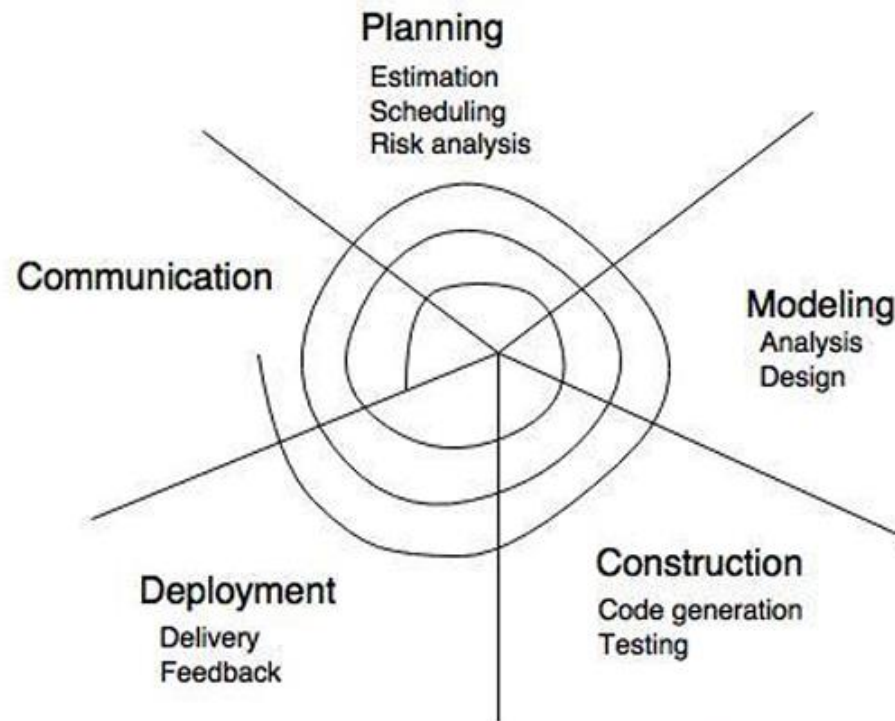 Planning
Estimation
Scheduling
Risk analysis
Communication
Modeling
Analysis
Design
Construction
Code generation
Testing
Deployment
Delivery
Feedback